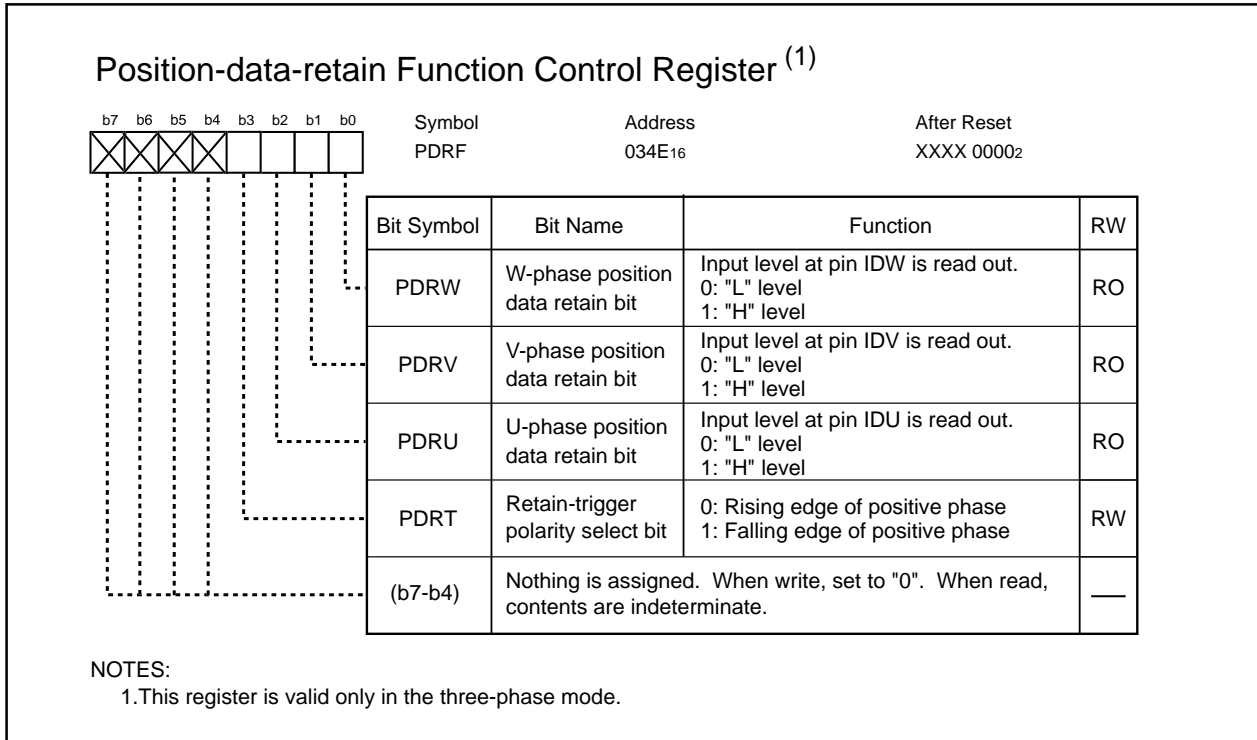 Position-data-retain Function Control Register (1)
b7 b6 b5 b4 b3 b2 b1 b0
Symbol Address After Reset
PDRF 034E16 XXXX 00002
Bit Symbol Bit Name Function RW
PDRW
W-phase position
data retain bit
Input level at pin IDW is read out.
0: "L" level
1: "H" level
RO
PDRV
V-phase position
data retain bit
Input level at pin IDV is read out.
0: "L" level
1: "H" level
RO
PDRU
U-phase position
data retain bit
Input level at pin IDU is read out.
0: "L" level
1: "H" level
RO
PDRT
Retain-trigger
polarity select bit
0: Rising edge of positive phase
1: Falling edge of positive phase
RW
(b7-b4)
Nothing is assigned. When write, set to "0". When read,
contents are indeterminate.
NOTES:
1.This register is valid only in the three-phase mode.